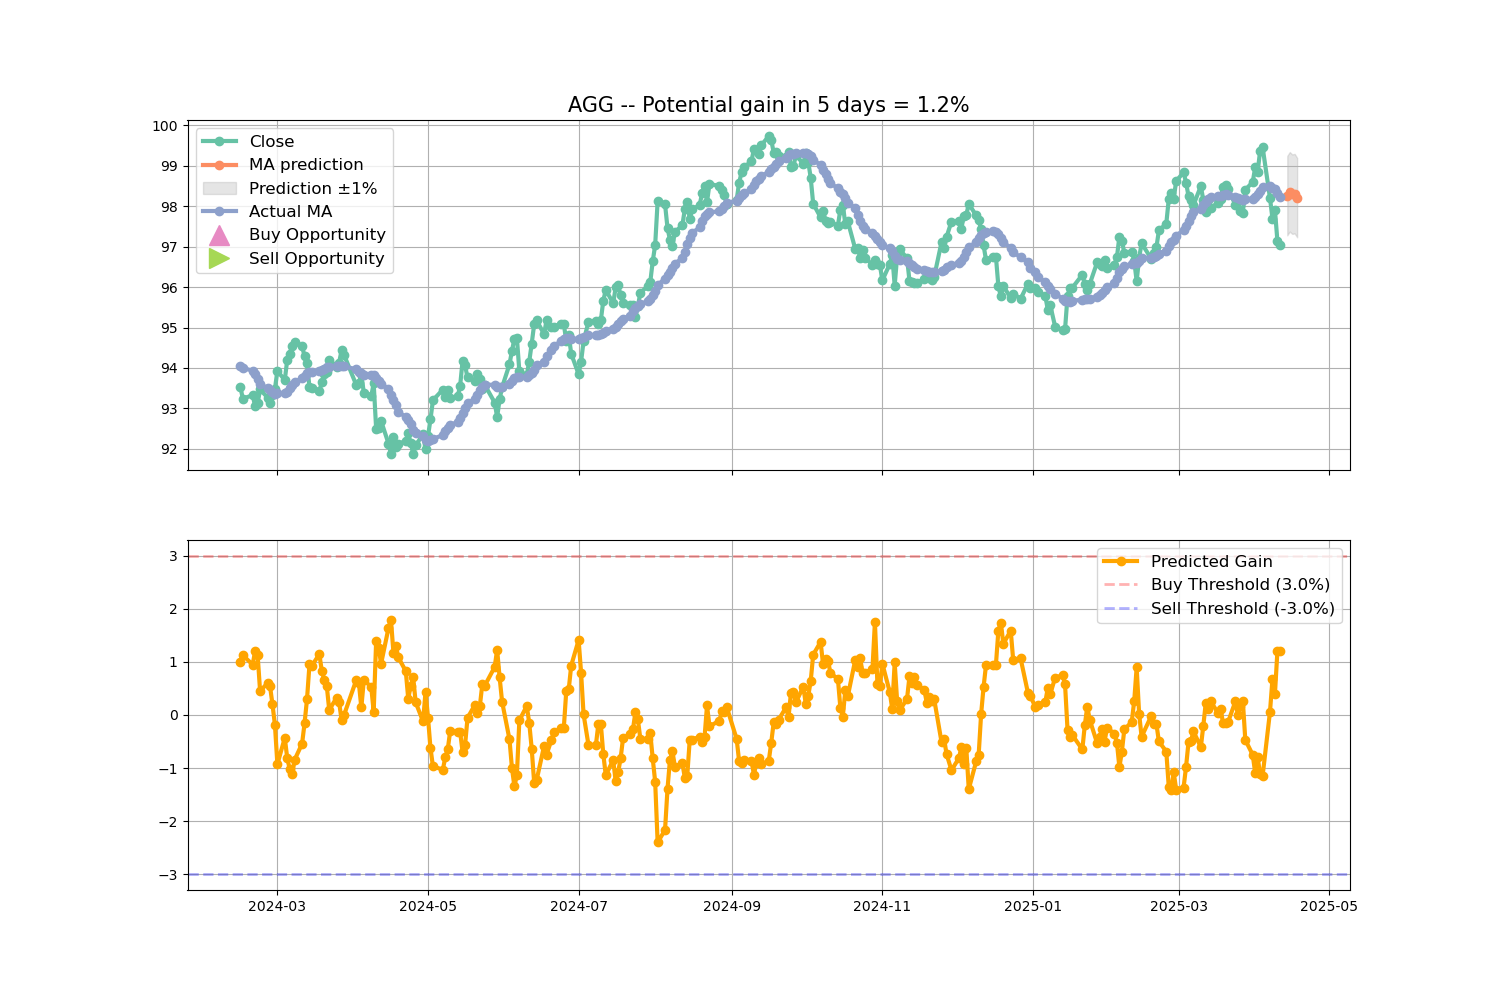 AGG -- Potential gain in 5 days = 1.2%
100
99
98
97
96
95
94
93
92
Close
MA prediction
Prediction ±1%
Actual MA
Buy Opportunity
Sell Opportunity
3
2
1
0
−1
−2
−3
Predicted Gain
Buy Threshold (3.0%)
Sell Threshold (-3.0%)
2024-03
2024-05
2024-07
2024-09
2024-11
2025-01
2025-03
2025-05